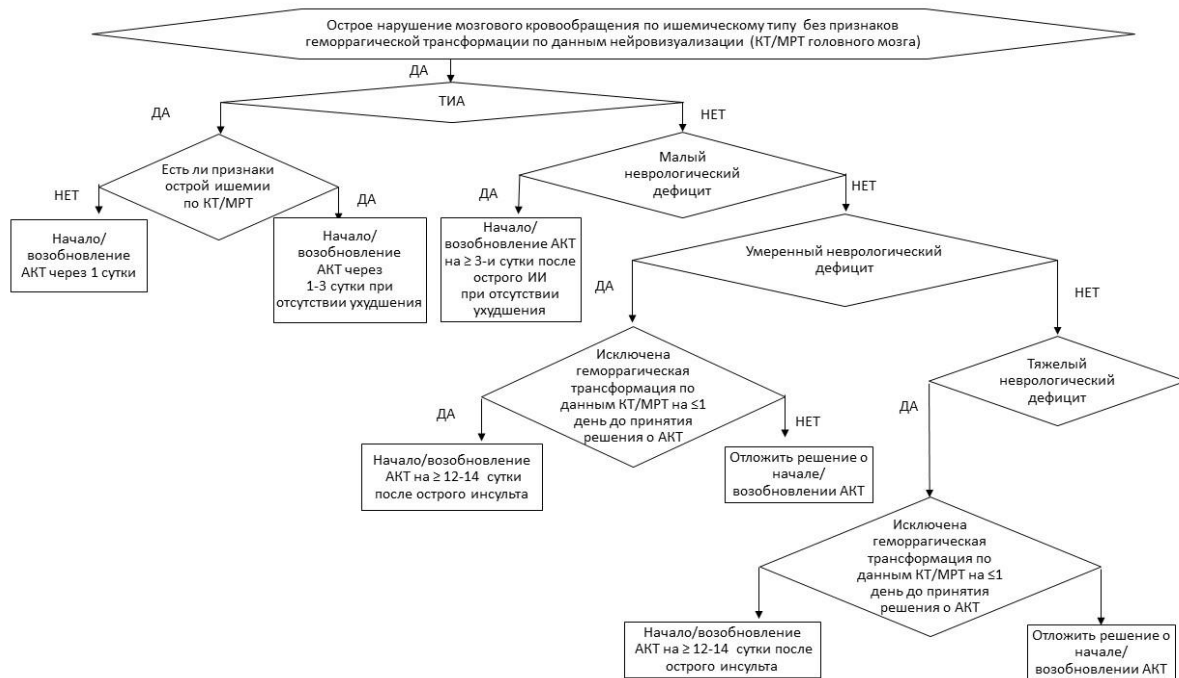 Острое нарушение мозгового кровообращения по ишемическому типу без признаков
геморрагической трансформации по данным нейровизуализации (КТ/МРТ головного мозга)
ДА
ТИА
ДА
НЕТ
Есть ли признаки
острой ишемии
по КТ/МРТ
Малый
неврологический
дефицит
НЕТ
ДА
ДА
НЕТ
Начало/
возобновление
АКТ через 1 сутки
Начало/
возобновление
АКТ через
1-3 сутки при
отсутствии ухудшения
Начало/
возобновление АКТ
на ≥ 3-и сутки после
острого ИИ
при отсутствии
ухудшения
Умеренный неврологический
дефицит
ДА
НЕТ
Исключена
геморрагическая
трансформация по
данным КТ/МРТ на ≤1
день до принятия
решения о АКТ
Тяжелый
неврологический
дефицит
ДА
НЕТ
ДА
Начало/возобновление
АКТ на ≥ 12-14 сутки
после острого инсульта
Отложить решение о
начале/
возобновлении АКТ
Исключена
геморрагическая
трансформация по
данным КТ/МРТ на ≤1
день до принятия
решения о АКТ
ДА
НЕТ
Начало/возобновление
АКТ на ≥ 12-14 сутки после
острого инсульта
Отложить решение о
начале/
возобновлении АКТ